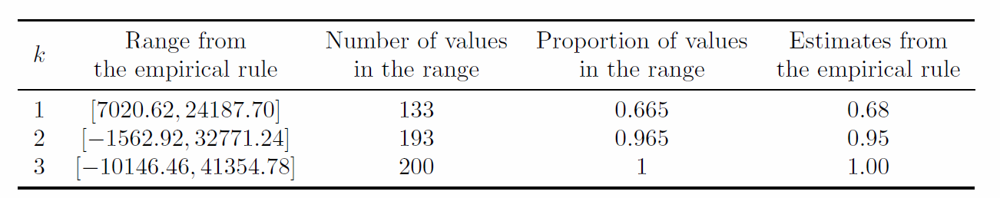 k Range from the empirical rule Number of values in the range Proportion of values in the range Estimates from the empirical rule
1 [7020.62, 24187.70] 133 0.665 0.68
2 [−1562.92, 32771.24] 193 0.965 0.95
3 [−10146.46, 41354.78] 200 1 1.00